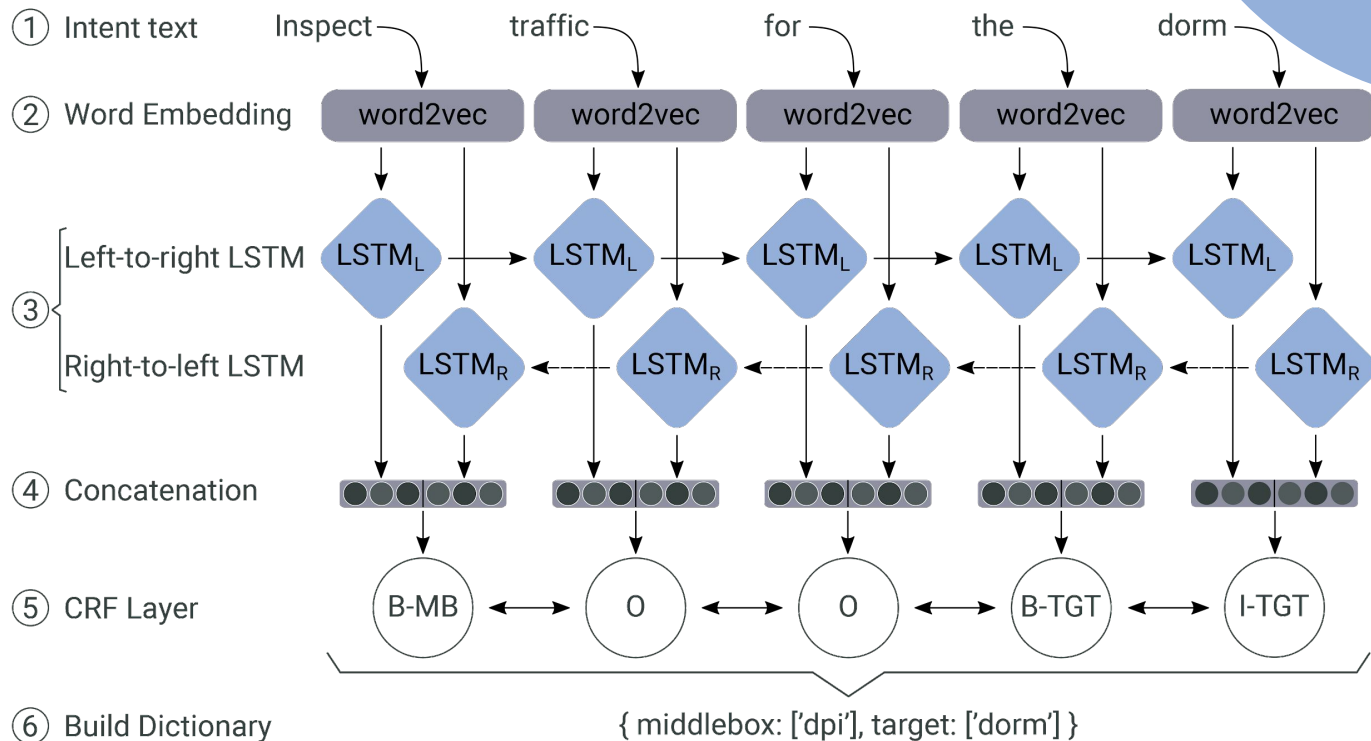 ① Intent text Inspect traffic for the dorm
② Word Embedding word2vec word2vec word2vec word2vec word2vec
Left-to-right LSTM LSTM_L LSTM_L LSTM_L LSTM_L LSTM_L
③
Right-to-left LSTM LSTM_R LSTM_R LSTM_R LSTM_R LSTM_R
④ Concatenation
⑤ CRF Layer B-MB O O B-TGT I-TGT
⑥ Build Dictionary { middlebox: ['dpi'], target: ['dorm'] }